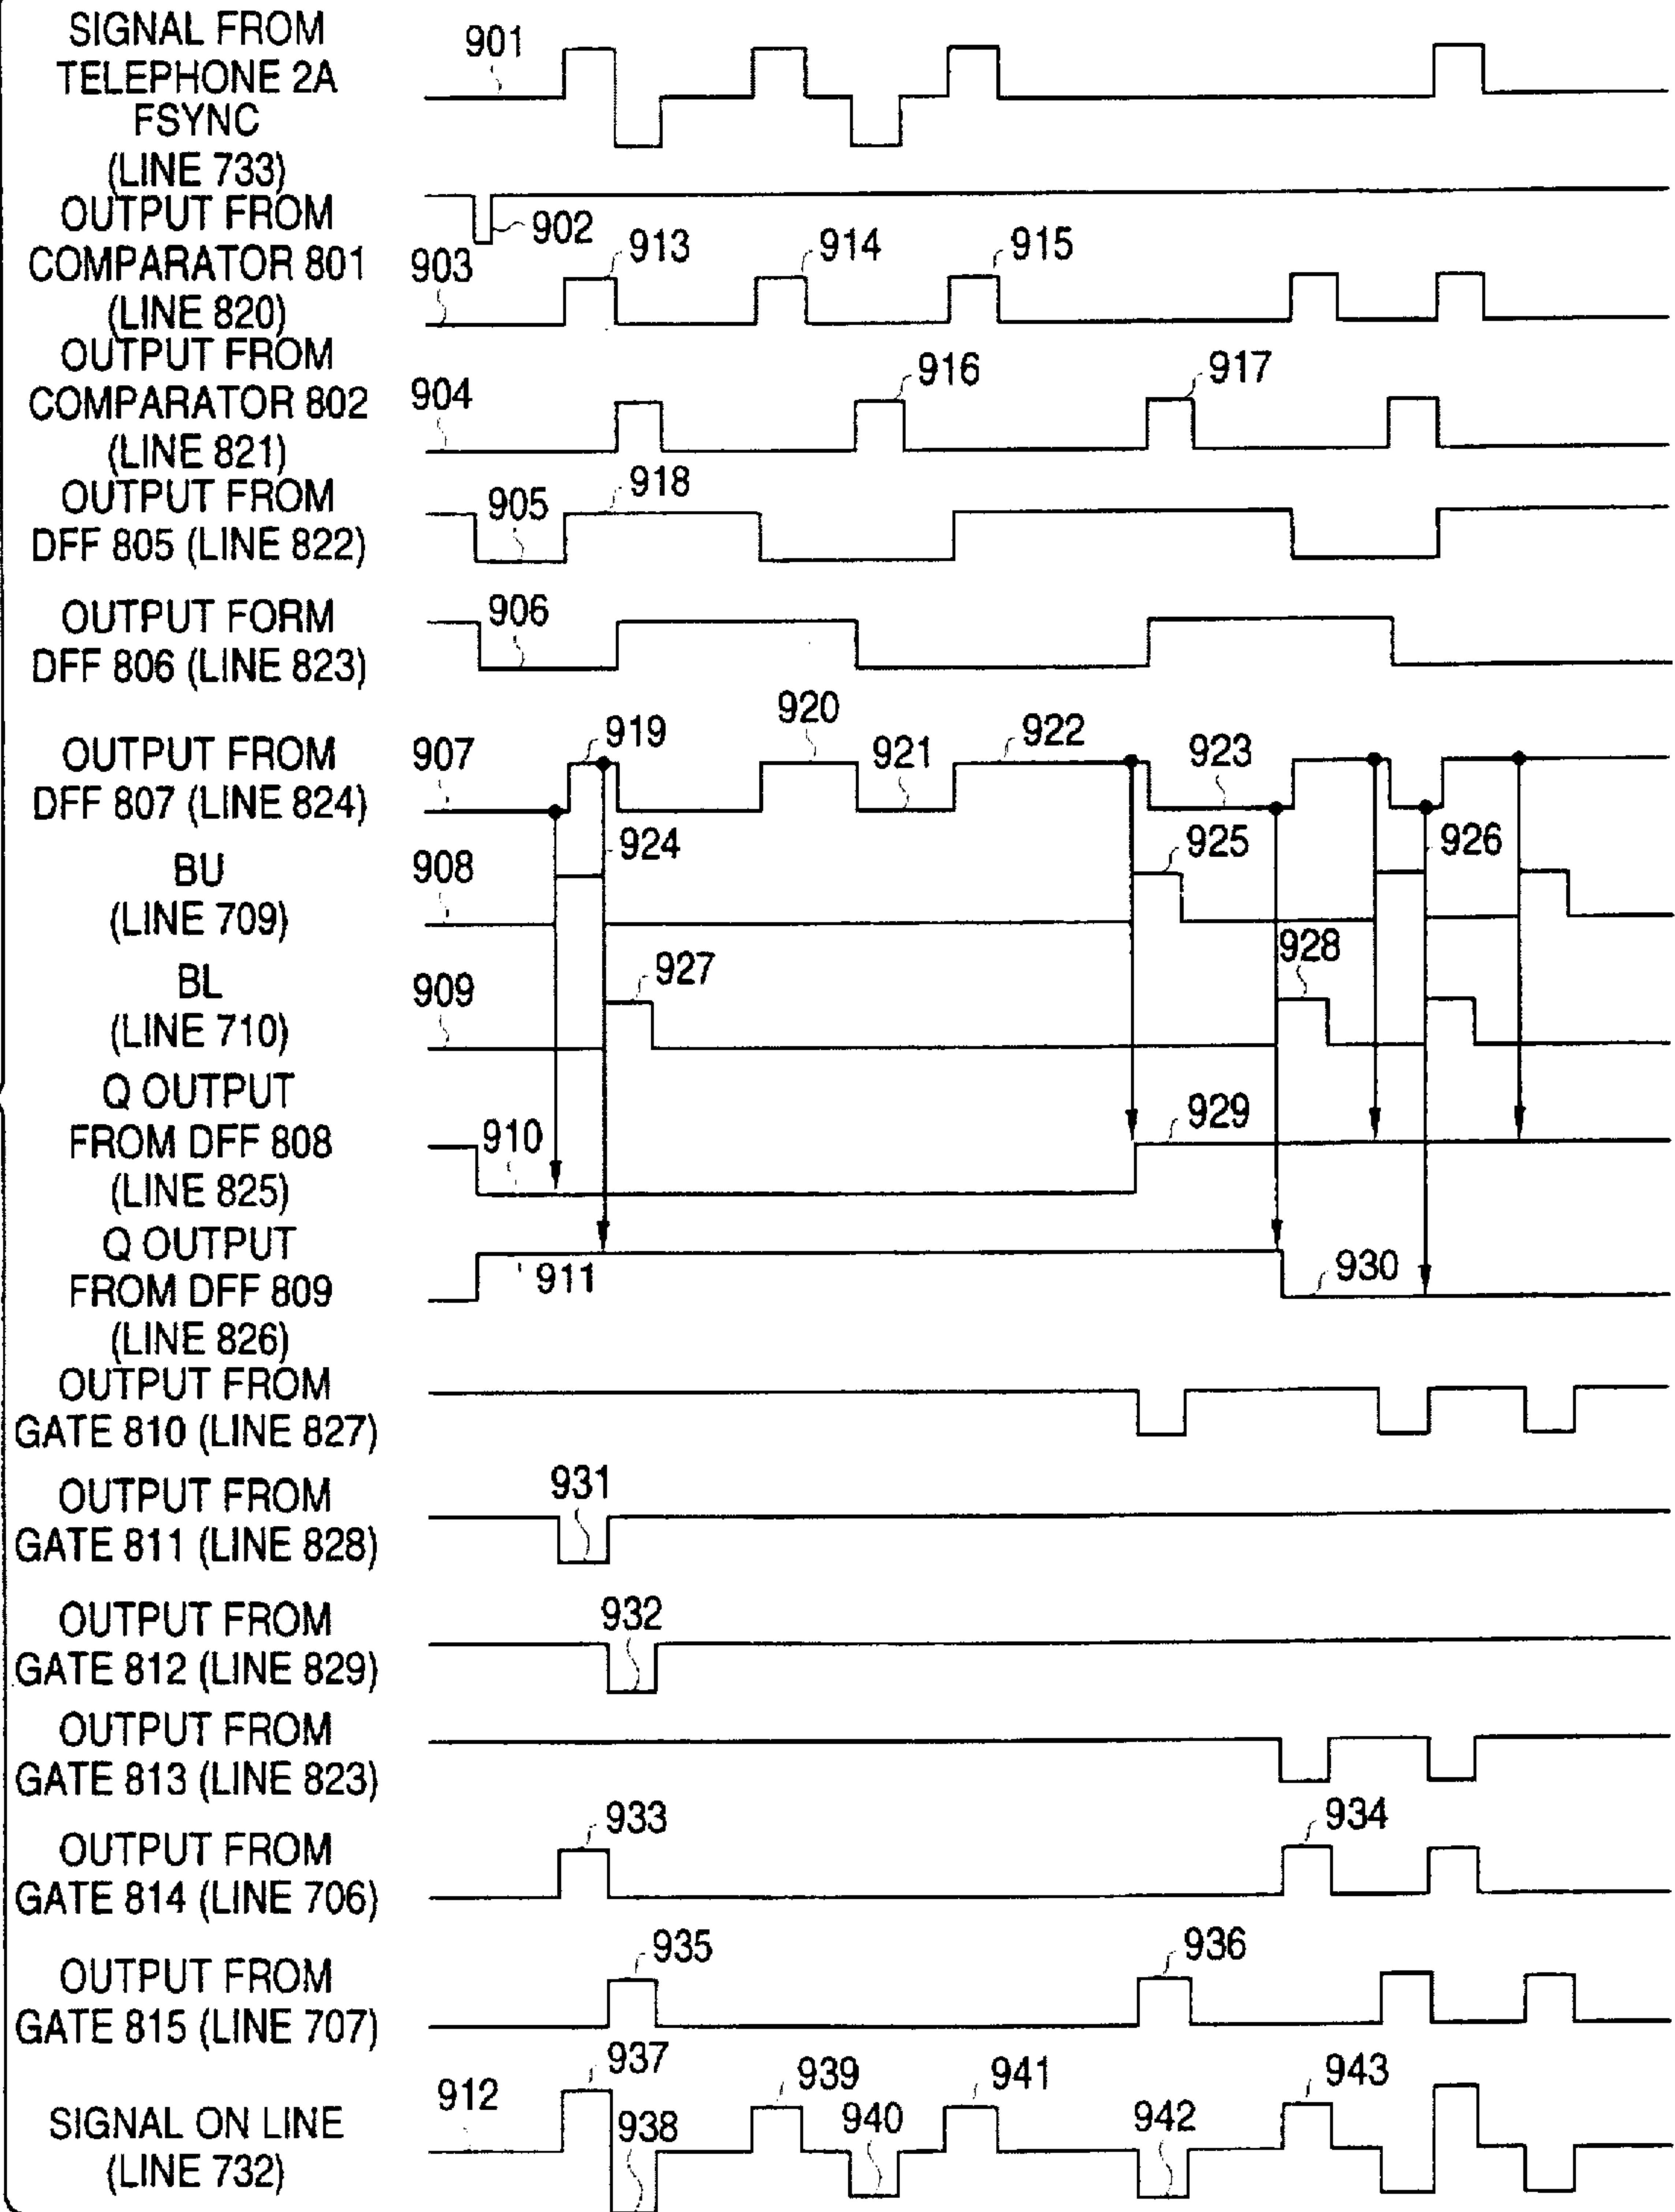 SIGNAL FROM
TELEPHONE 2A
901
FSYNC
(LINE 733)
902
OUTPUT FROM
COMPARATOR 801
(LINE 820)
903
913
914
915
OUTPUT FROM
COMPARATOR 802
(LINE 821)
904
916
917
OUTPUT FROM
DFF 805 (LINE 822)
905
918
OUTPUT FORM
DFF 806 (LINE 823)
906
OUTPUT FROM
DFF 807 (LINE 824)
907
919
920
921
922
923
BU
(LINE 709)
908
924
925
926
BL
(LINE 710)
909
927
928
Q OUTPUT
FROM DFF 808
(LINE 825)
910
929
Q OUTPUT
FROM DFF 809
(LINE 826)
911
930
OUTPUT FROM
GATE 810 (LINE 827)
OUTPUT FROM
GATE 811 (LINE 828)
931
OUTPUT FROM
GATE 812 (LINE 829)
932
OUTPUT FROM
GATE 813 (LINE 823)
OUTPUT FROM
GATE 814 (LINE 706)
933
934
OUTPUT FROM
GATE 815 (LINE 707)
935
936
SIGNAL ON LINE
(LINE 732)
912
937
938
939
940
941
942
943